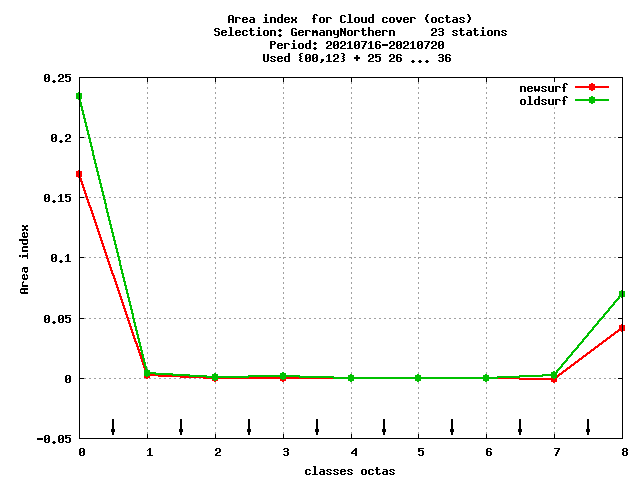 Area index  for Cloud cover (octas)
Selection: GermanyNorthern     23 stations
Period: 20210716-20210720
Used {00,12} + 25 26 ... 36
newsurf
oldsurf
0.25
0.2
0.15
0.1
0.05
0
-0.05
Area index
0 1 2 3 4 5 6 7 8
classes octas